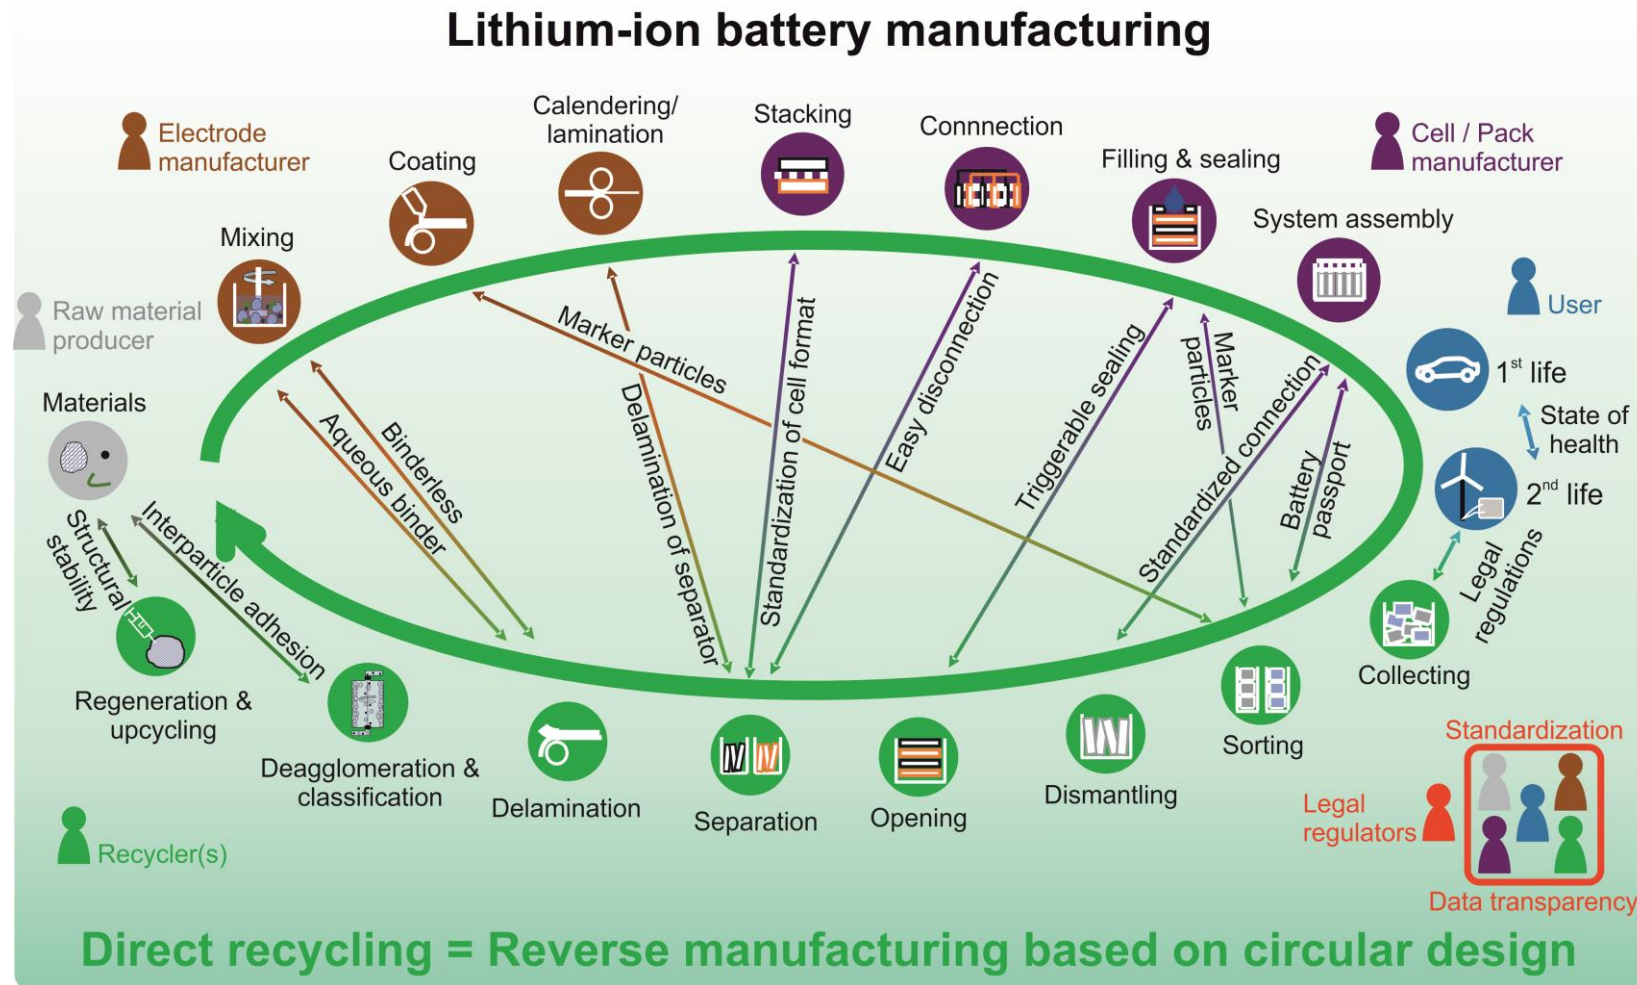 Lithium-ion battery manufacturing
Electrode
manufacturer
Coating
Calendering/
lamination
Stacking
Connnection
Filling & sealing
Cell / Pack
manufacturer
System assembly
Mixing
Raw material
producer
User
1st life
State of
health
2nd life
Materials
Marker particles
Delamination of separator
Standardization of cell format
Easy disconnection
Triggerable sealing
Marker
particles
Standardized connection
Battery
passport
Binderless
Aqueous binder
Structural
stability
Interparticle adhesion
Legal
regulations
Regeneration &
upcycling
Deagglomeration &
classification
Delamination
Separation
Opening
Dismantling
Sorting
Collecting
Recycler(s)
Standardization
Legal
regulators
Data transparency
Direct recycling = Reverse manufacturing based on circular design